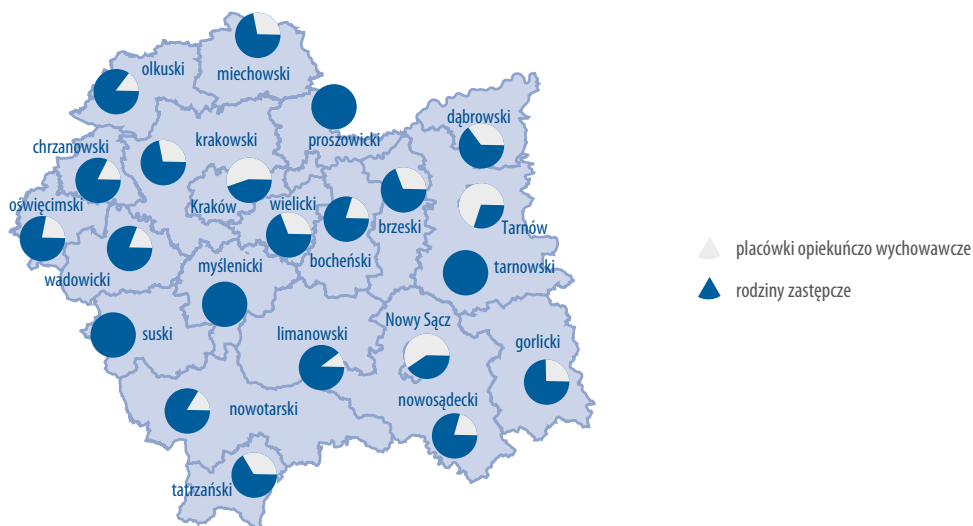 olkuski
miechowski
dąbrowski
chrzanowski
krakowski
proszowicki
oświęcimski
Kraków
wielicki
brzeski
Tarnów
placówki opiekuńczo wychowawcze
wadowicki
myślenicki
bocheński
tarnowski
rodziny zastępcze
suski
limanowski
Nowy Sącz
gorlicki
nowotarski
nowosądecki
tatrzański